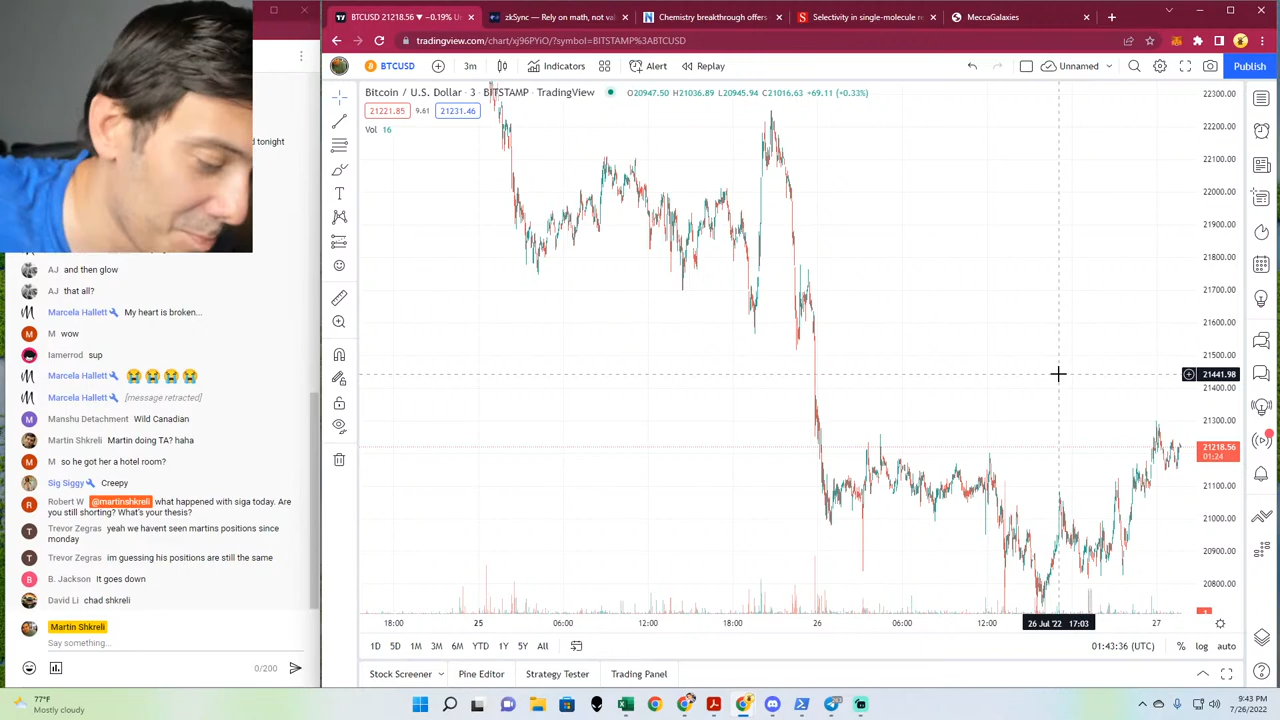 BTCUSD 21218.56 ▼ −0.19% Un
zkSync — Rely on math, not val
Chemistry breakthrough offers
Selectivity in single-molecule re
MeccaGalaxies
tradingview.com/chart/xj96PYiO/?symbol=BITSTAMP%3ABTCUSD
BTCUSD
3m
Indicators
Alert
Replay
Unnamed
Publish
Bitcoin / U.S. Dollar · 3 · BITSTAMP · TradingView
O20947.50 H21036.89 L20945.94 C21016.63 +69.11 (+0.33%)
21221.85
9.61
21231.46
Vol 16
22300.00
22200.00
22100.00
22000.00
21900.00
21800.00
21700.00
21600.00
21500.00
21441.98
21400.00
21300.00
21218.56
01:24
21100.00
21000.00
20900.00
20800.00
1
18:00
25
06:00
12:00
18:00
26
06:00
12:00
26 Jul '22 17:03
27
1D
5D
1M
3M
6M
YTD
1Y
5Y
All
01:43:36 (UTC)
%
log
auto
Stock Screener
Pine Editor
Strategy Tester
Trading Panel
tonight
AJ and then glow
AJ that all?
Marcela Hallett My heart is broken...
M wow
Iamerrod sup
Marcela Hallett 😭 😭 😭 😭
Marcela Hallett [message retracted]
Manshu Detachment Wild Canadian
Martin Shkreli Martin doing TA? haha
M so he got her a hotel room?
Sig Siggy Creepy
Robert W @martinshkreli what happened with siga today. Are
you still shorting? What's your thesis?
Trevor Zegras yeah we havent seen martins positions since
monday
Trevor Zegras im guessing his positions are still the same
B. Jackson It goes down
David Li chad shkreli
Martin Shkreli
Say something...
0/200
77°F
Mostly cloudy
9:43 PM
7/26/2022